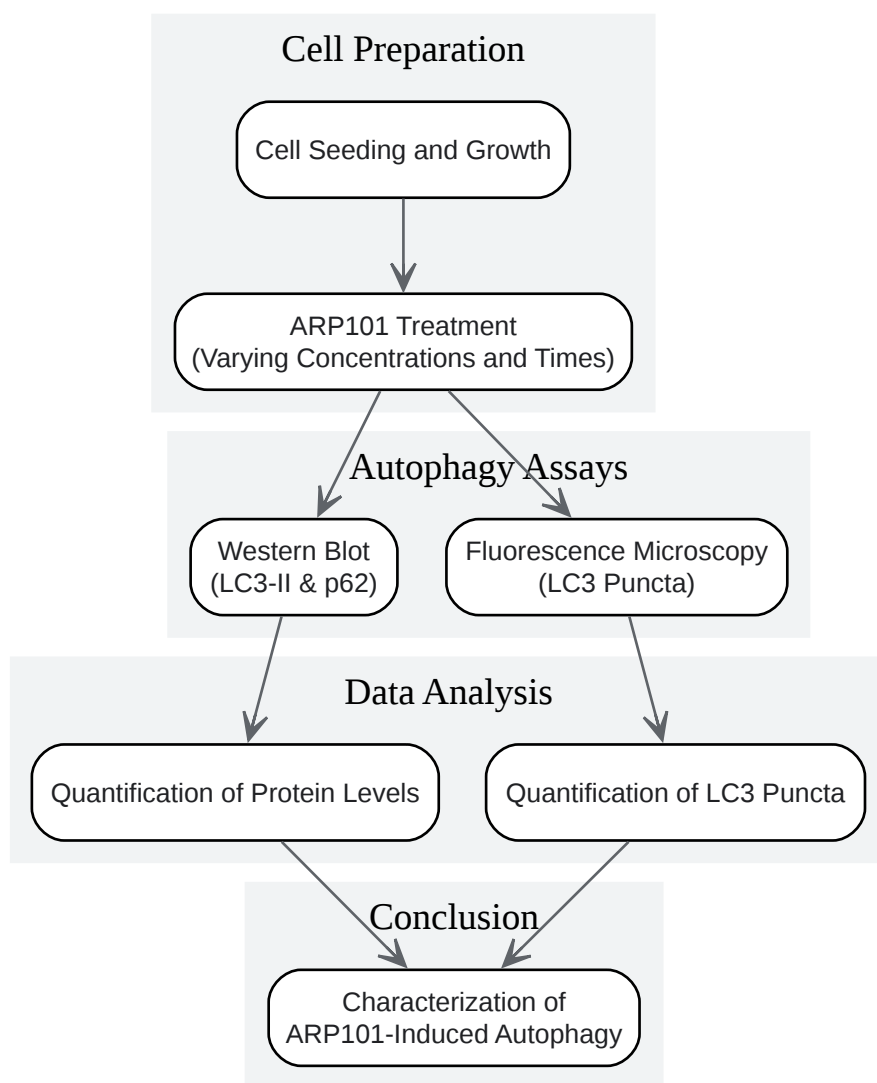 Cell Preparation
Cell Seeding and Growth
ARP101 Treatment
(Varying Concentrations and Times)
Autophagy Assays
Western Blot
(LC3-II & p62)
Fluorescence Microscopy
(LC3 Puncta)
Data Analysis
Quantification of Protein Levels
Quantification of LC3 Puncta
Conclusion
Characterization of
ARP101-Induced Autophagy